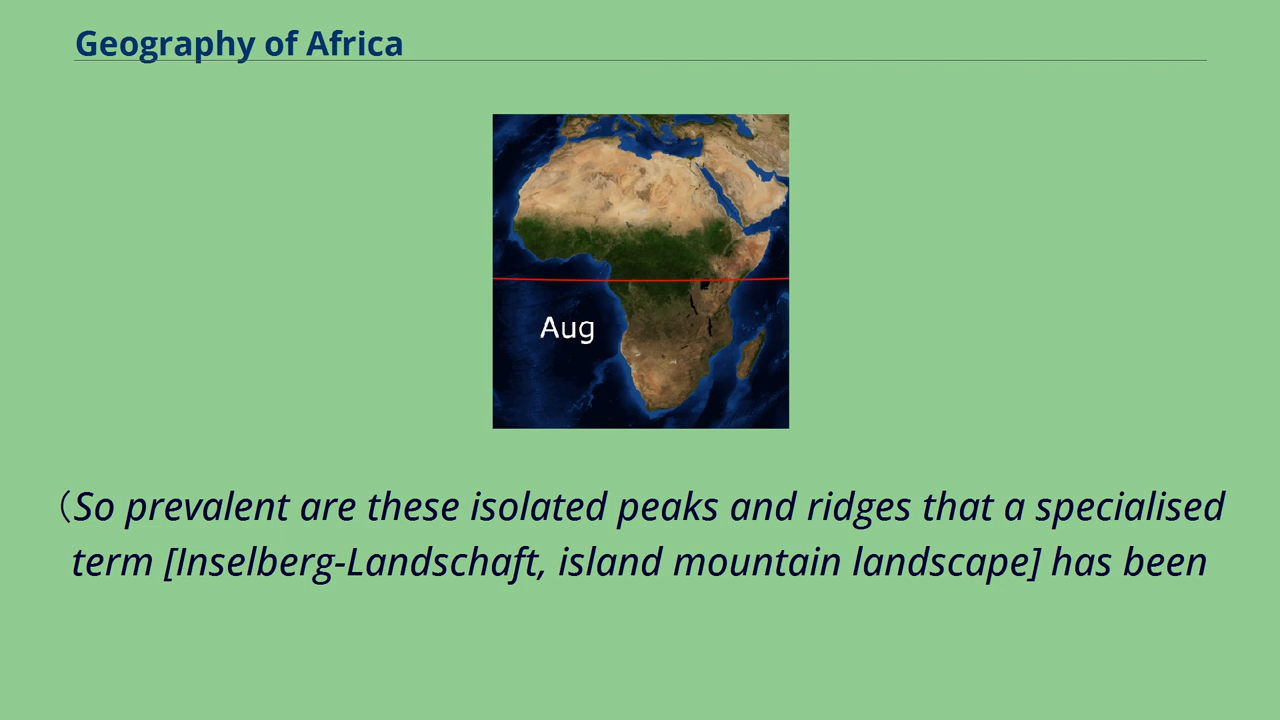 Geography of Africa
Aug
(So prevalent are these isolated peaks and ridges that a specialised
term [Inselberg-Landschaft, island mountain landscape] has been